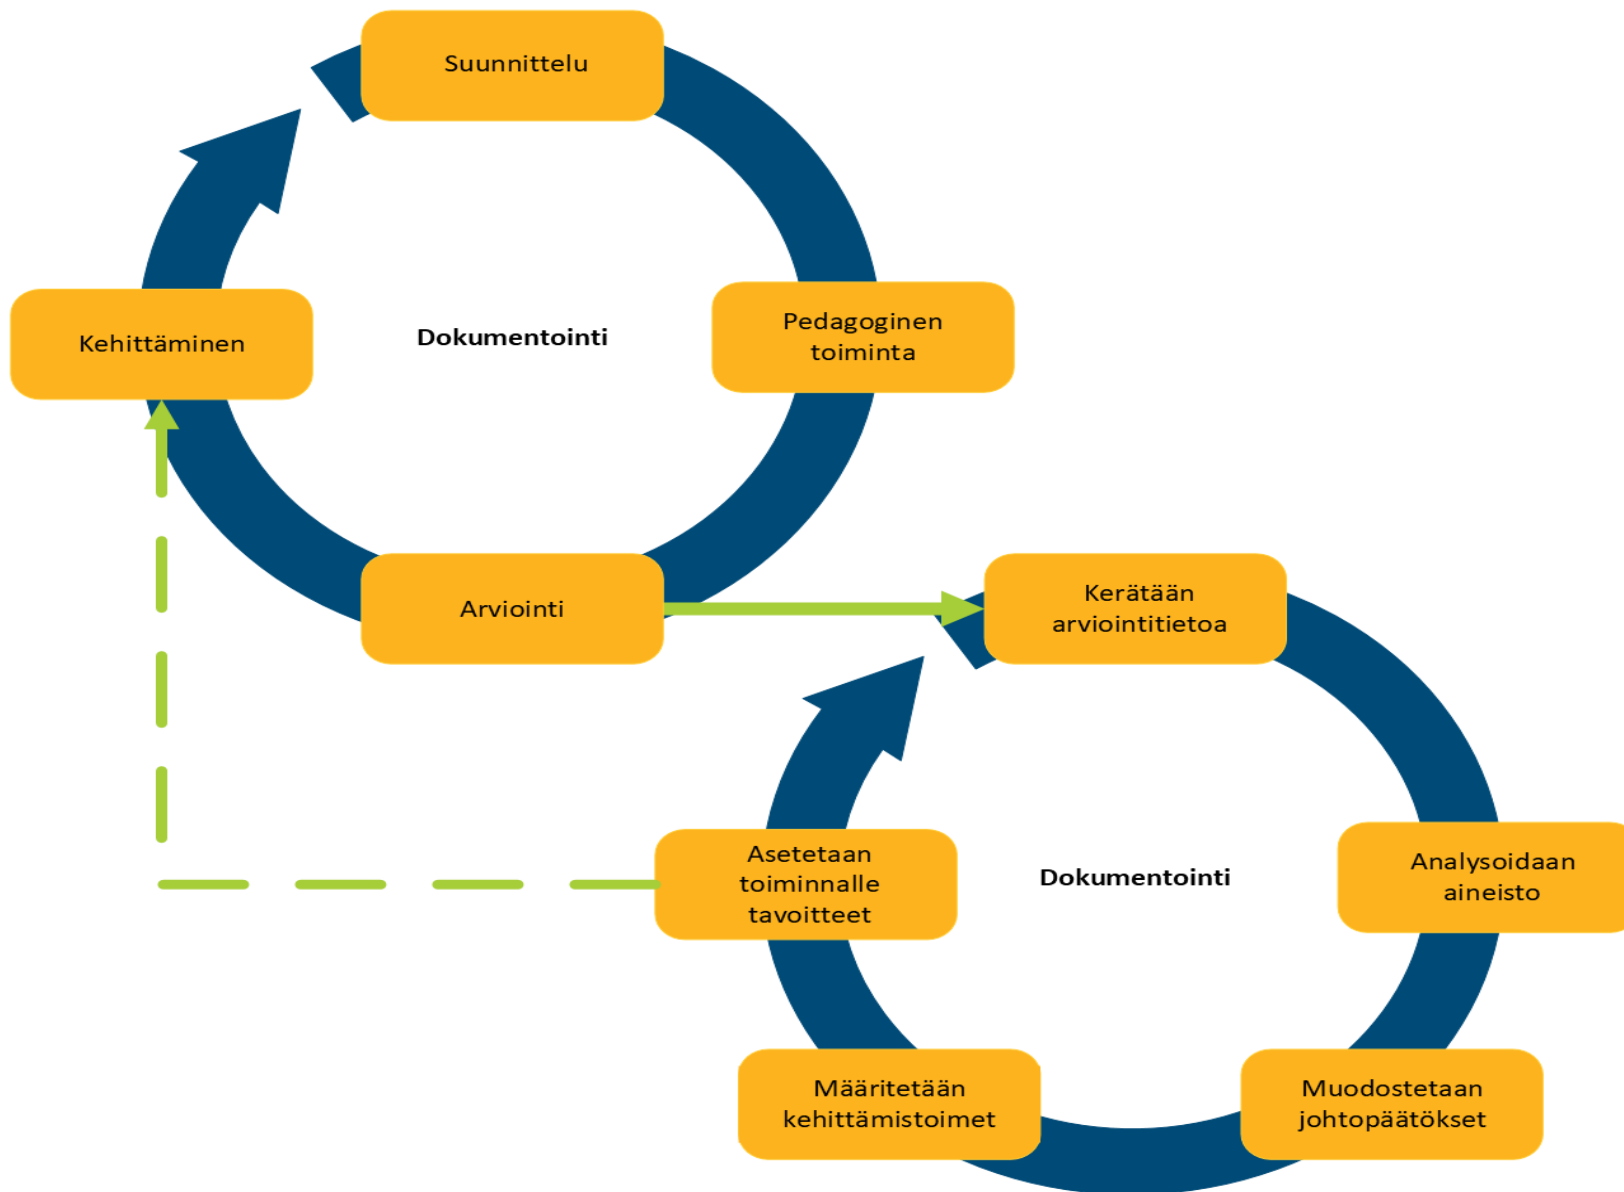 Suunnittelu
Pedagoginen
toiminta
Dokumentointi
Kehittäminen
Arviointi
Kerätään
arviointitietoa
Analysoidaan
aineisto
Dokumentointi
Asetetaan
toiminnalle
tavoitteet
Muodostetaan
johtopäätökset
Määritetään
kehittämistoimet